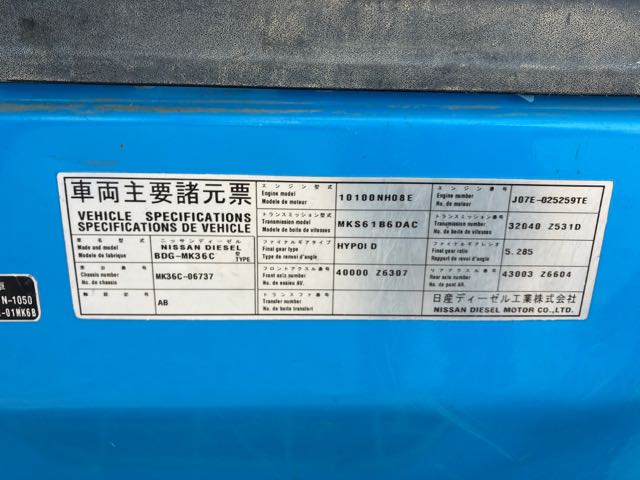 車両主要諸元票
VEHICLE SPECIFICATIONS
SPECIFICATIONS DE VEHICLE
車名型式
Made and model
Modele de fabrique
ニッサンディーゼル
NISSAN DIESEL
BDG-MK36C
型式
TYPE
車台番号
Chassis number
No. de chassis
MK36C-06737
AB
エンジン型式
Engine model
Modele de moteur
10100NH08E
エンジン番号
Engine number
No. de moteur
J07E-025259TE
トランスミッション型式
Transmission model
Modele de boite de vitesses
MKS61B6DAC
トランスミッション番号
Transmission number
No. de boite de vitesses
32040 Z531D
ファイナルギアタイプ
Final gear type
Type de renvoi d'angle
HYPOID
ファイナルギアレシオ
Final gear ratio
Rapport de renvoi d'angle
5.285
フロントアクスル番号
Front axle number
No. de essieu AV.
40000 Z6307
リアアクスル番号
Rear axle number
No. de pont AR.
43003 Z6604
トランスファ番号
Transfer number
No. de boite transfert
日産ディーゼル工業株式会社
NISSAN DIESEL MOTOR CO.,LTD.
N-1050
-01MK6B